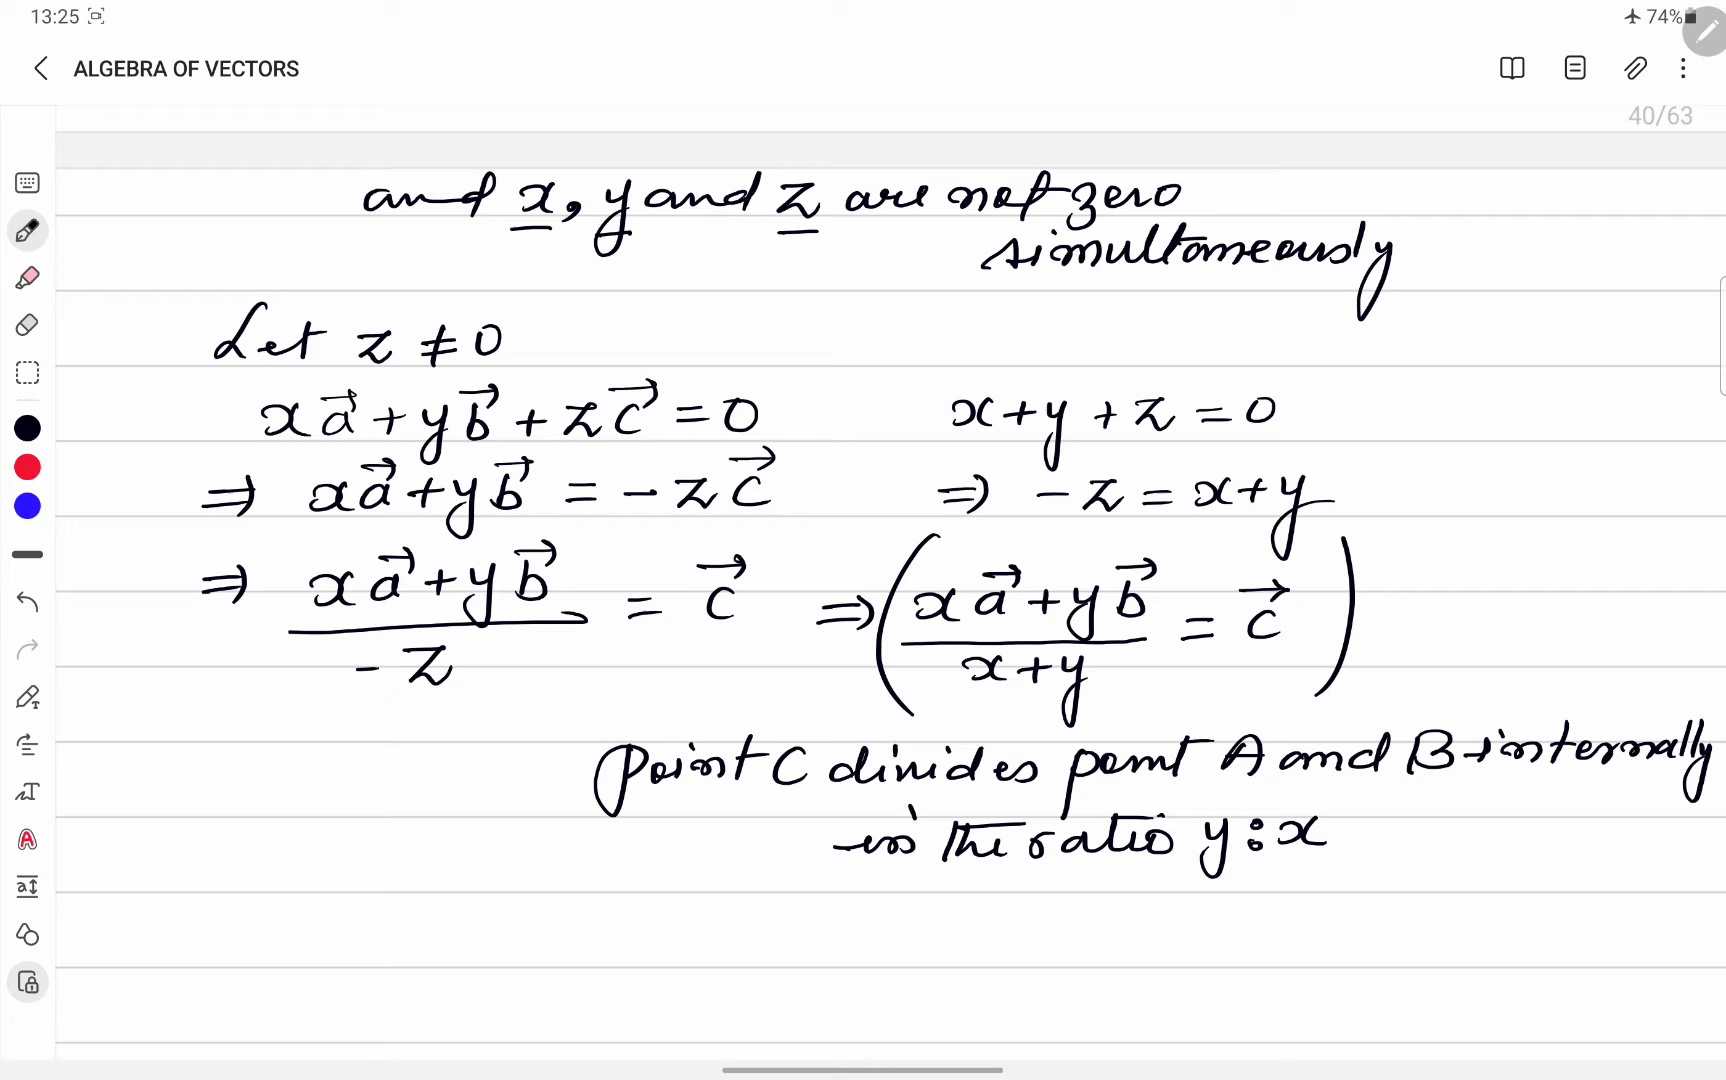 13:25
74%
ALGEBRA OF VECTORS
40/63
and x, y and z are not zero
simultaneously
Let z ≠ 0
x a⃗ + y b⃗ + z c⃗ = 0    x + y + z = 0
⇒ x a⃗ + y b⃗ = - z c⃗    ⇒ - z = x + y
⇒ (x a⃗ + y b⃗)/(- z) = c⃗ ⇒ ( (x a⃗ + y b⃗)/(x + y) = c⃗ )
Point C divides point A and B internally
in the ratio y : x